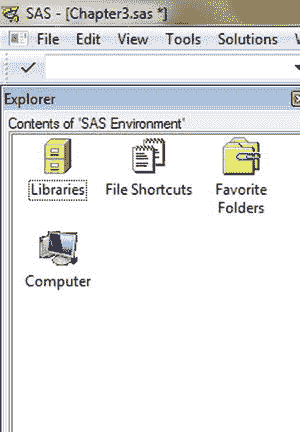 SAS - [Chapter3.sas *]
File Edit View Tools Solutions
Explorer
Contents of 'SAS Environment'
Libraries File Shortcuts Favorite Folders
Computer